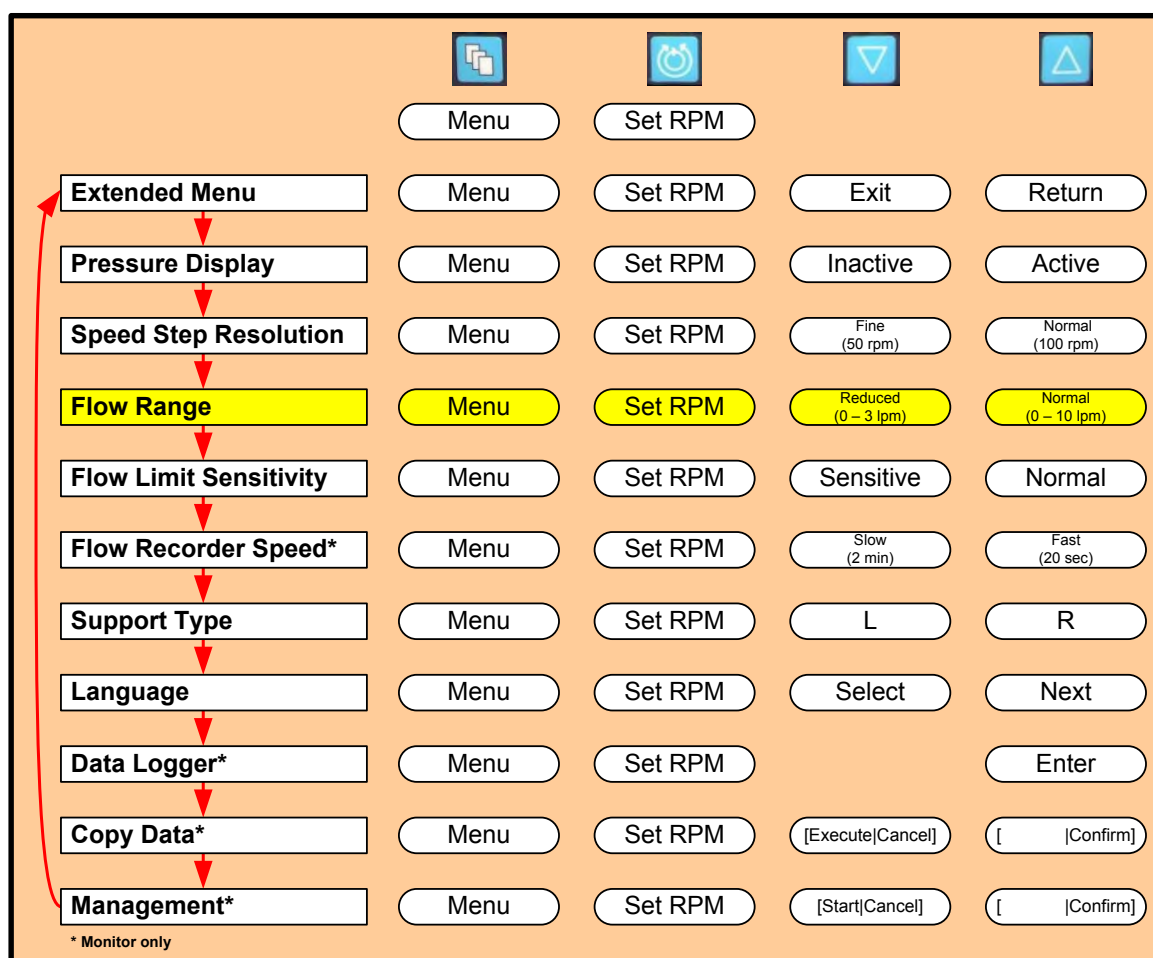 Menu Set RPM
Extended Menu Menu Set RPM Exit Return
Pressure Display Menu Set RPM Inactive Active
Speed Step Resolution Menu Set RPM Fine Normal
(50 rpm) (100 rpm)
Flow Range Menu Set RPM Reduced Normal
(0 – 3 lpm) (0 – 10 lpm)
Flow Limit Sensitivity Menu Set RPM Sensitive Normal
Flow Recorder Speed* Menu Set RPM Slow Fast
(2 min) (20 sec)
Support Type Menu Set RPM L R
Language Menu Set RPM Select Next
Data Logger* Menu Set RPM Enter
Copy Data* Menu Set RPM [Execute|Cancel] [ |Confirm]
Management* Menu Set RPM [Start|Cancel] [ |Confirm]
* Monitor only